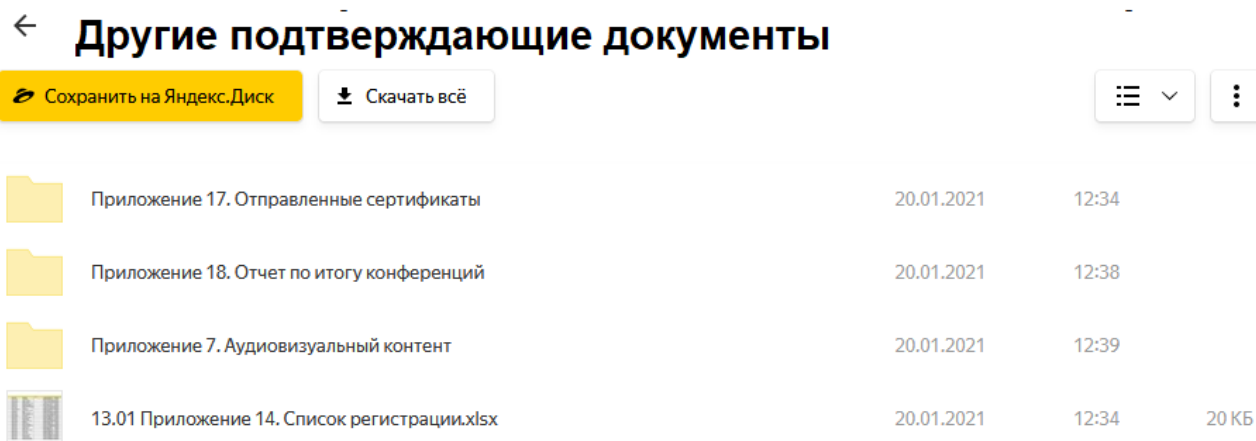 Другие подтверждающие документы
Сохранить на Яндекс.Диск Скачать всё
Приложение 17. Отправленные сертификаты 20.01.2021 12:34
Приложение 18. Отчет по итогу конференций 20.01.2021 12:38
Приложение 7. Аудиовизуальный контент 20.01.2021 12:39
13.01 Приложение 14. Список регистрации.xlsx 20.01.2021 12:34 20 КБ